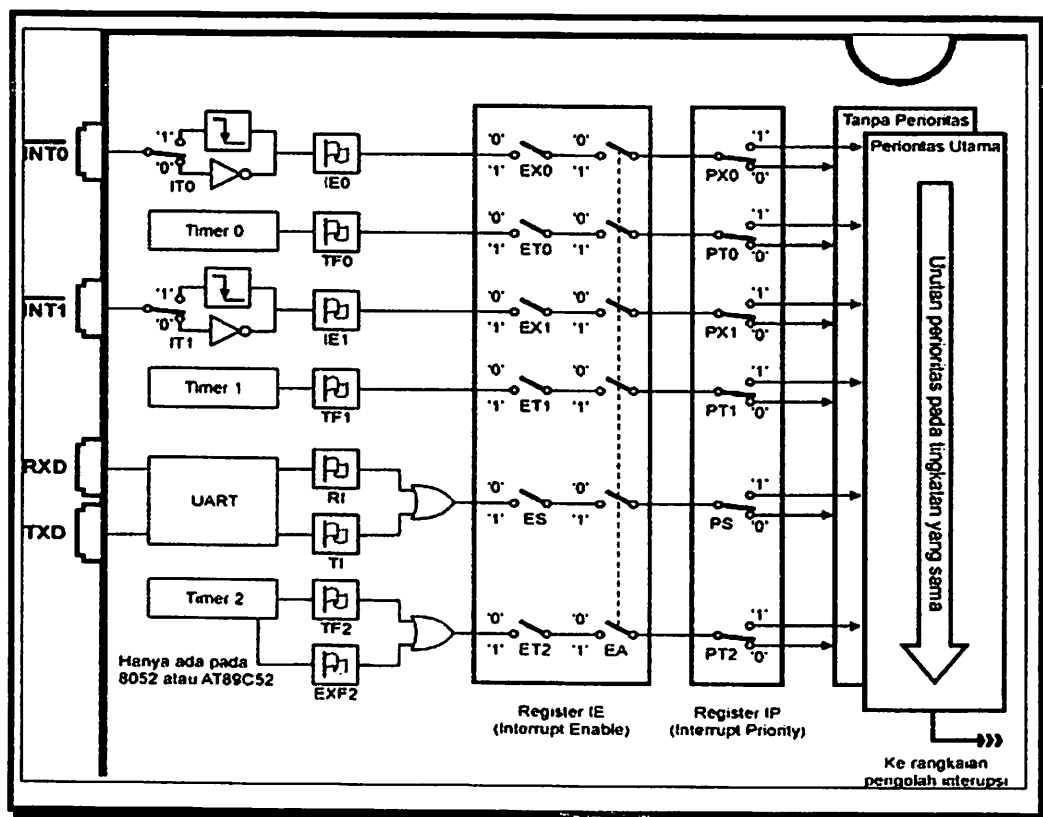 Tanpa Perioritas
Perioritas Utama
INT0
'1'
'0'
IT0
IE0
'0'
'1'
EX0
'0'
'1'
PX0
'1'
'0'
Timer 0
TF0
'0'
'1'
ET0
'0'
'1'
PT0
'1'
'0'
INT1
'1'
'0'
IT1
IE1
'0'
'1'
EX1
'0'
'1'
PX1
'1'
'0'
Timer 1
TF1
'0'
'1'
ET1
'0'
'1'
PT1
'1'
'0'
RXD
TXD
UART
RI
TI
'0'
'1'
ES
'0'
'1'
PS
'1'
'0'
Timer 2
TF2
EXF2
'0'
'1'
ET2
'0'
'1'
EA
PT2
'1'
'0'
Hanya ada pada
8052 atau AT89C52
Urutan perioritas pada tingkatan yang sama
Register IE
(Interrupt Enable)
Register IP
(Interrupt Priority)
Ke rangkaian
pengolah interupsi